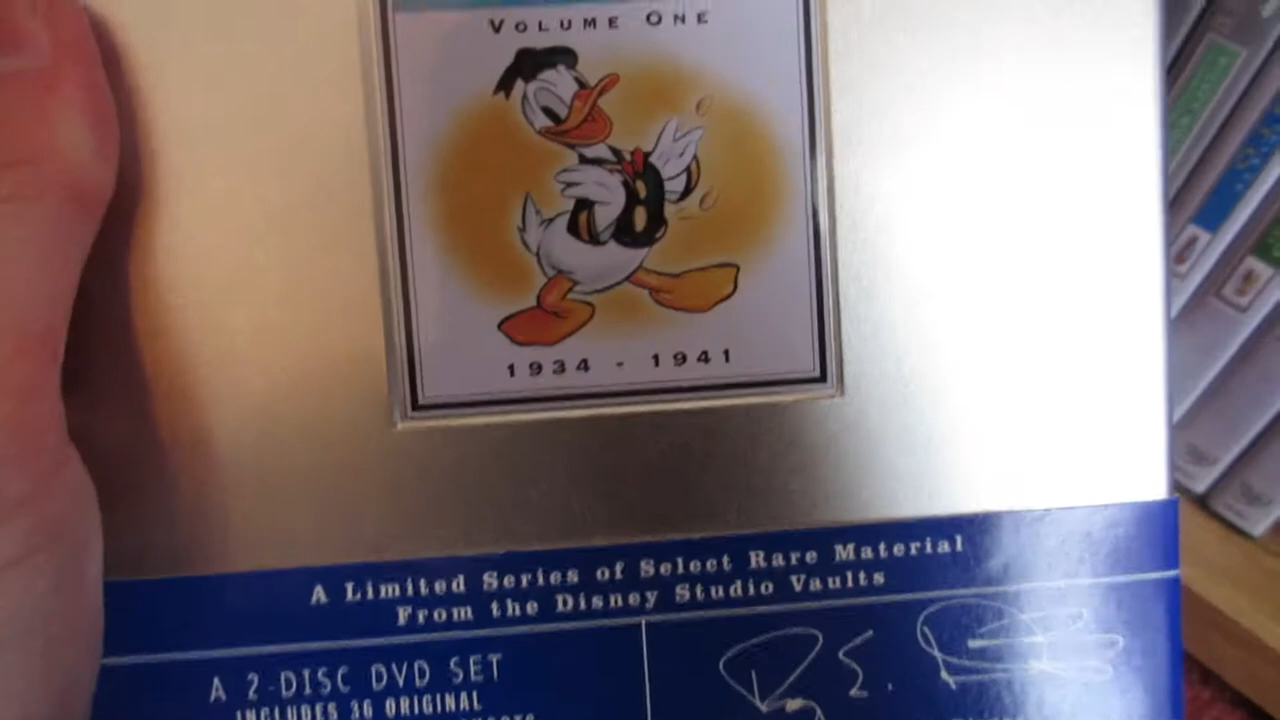 VOLUME ONE
1934 - 1941
A Limited Series of Select Rare Material
From the Disney Studio Vaults
A 2-DISC DVD SET
INCLUDES 36 ORIGINAL